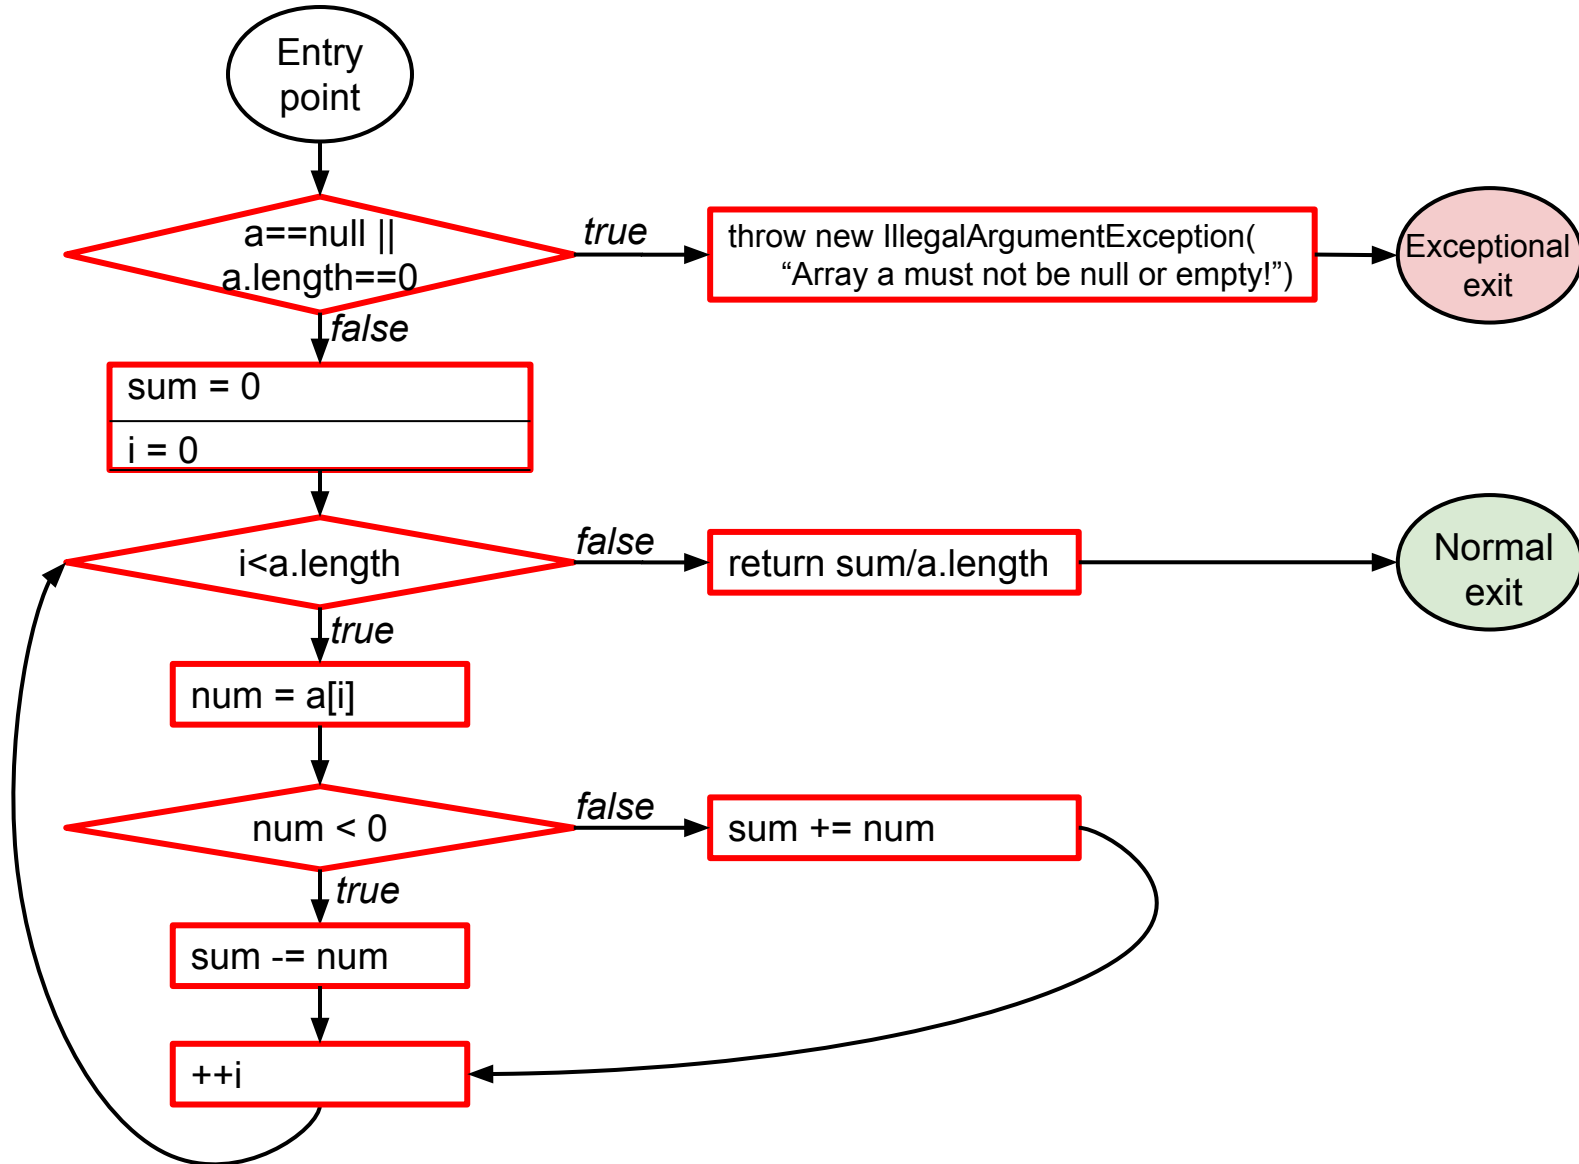 Entry
point
a==null ||
a.length==0
true
throw new IllegalArgumentException(
“Array a must not be null or empty!”)
Exceptional
exit
false
sum = 0
i = 0
i<a.length
false
return sum/a.length
Normal
exit
true
num = a[i]
num < 0
false
sum += num
true
sum -= num
++i